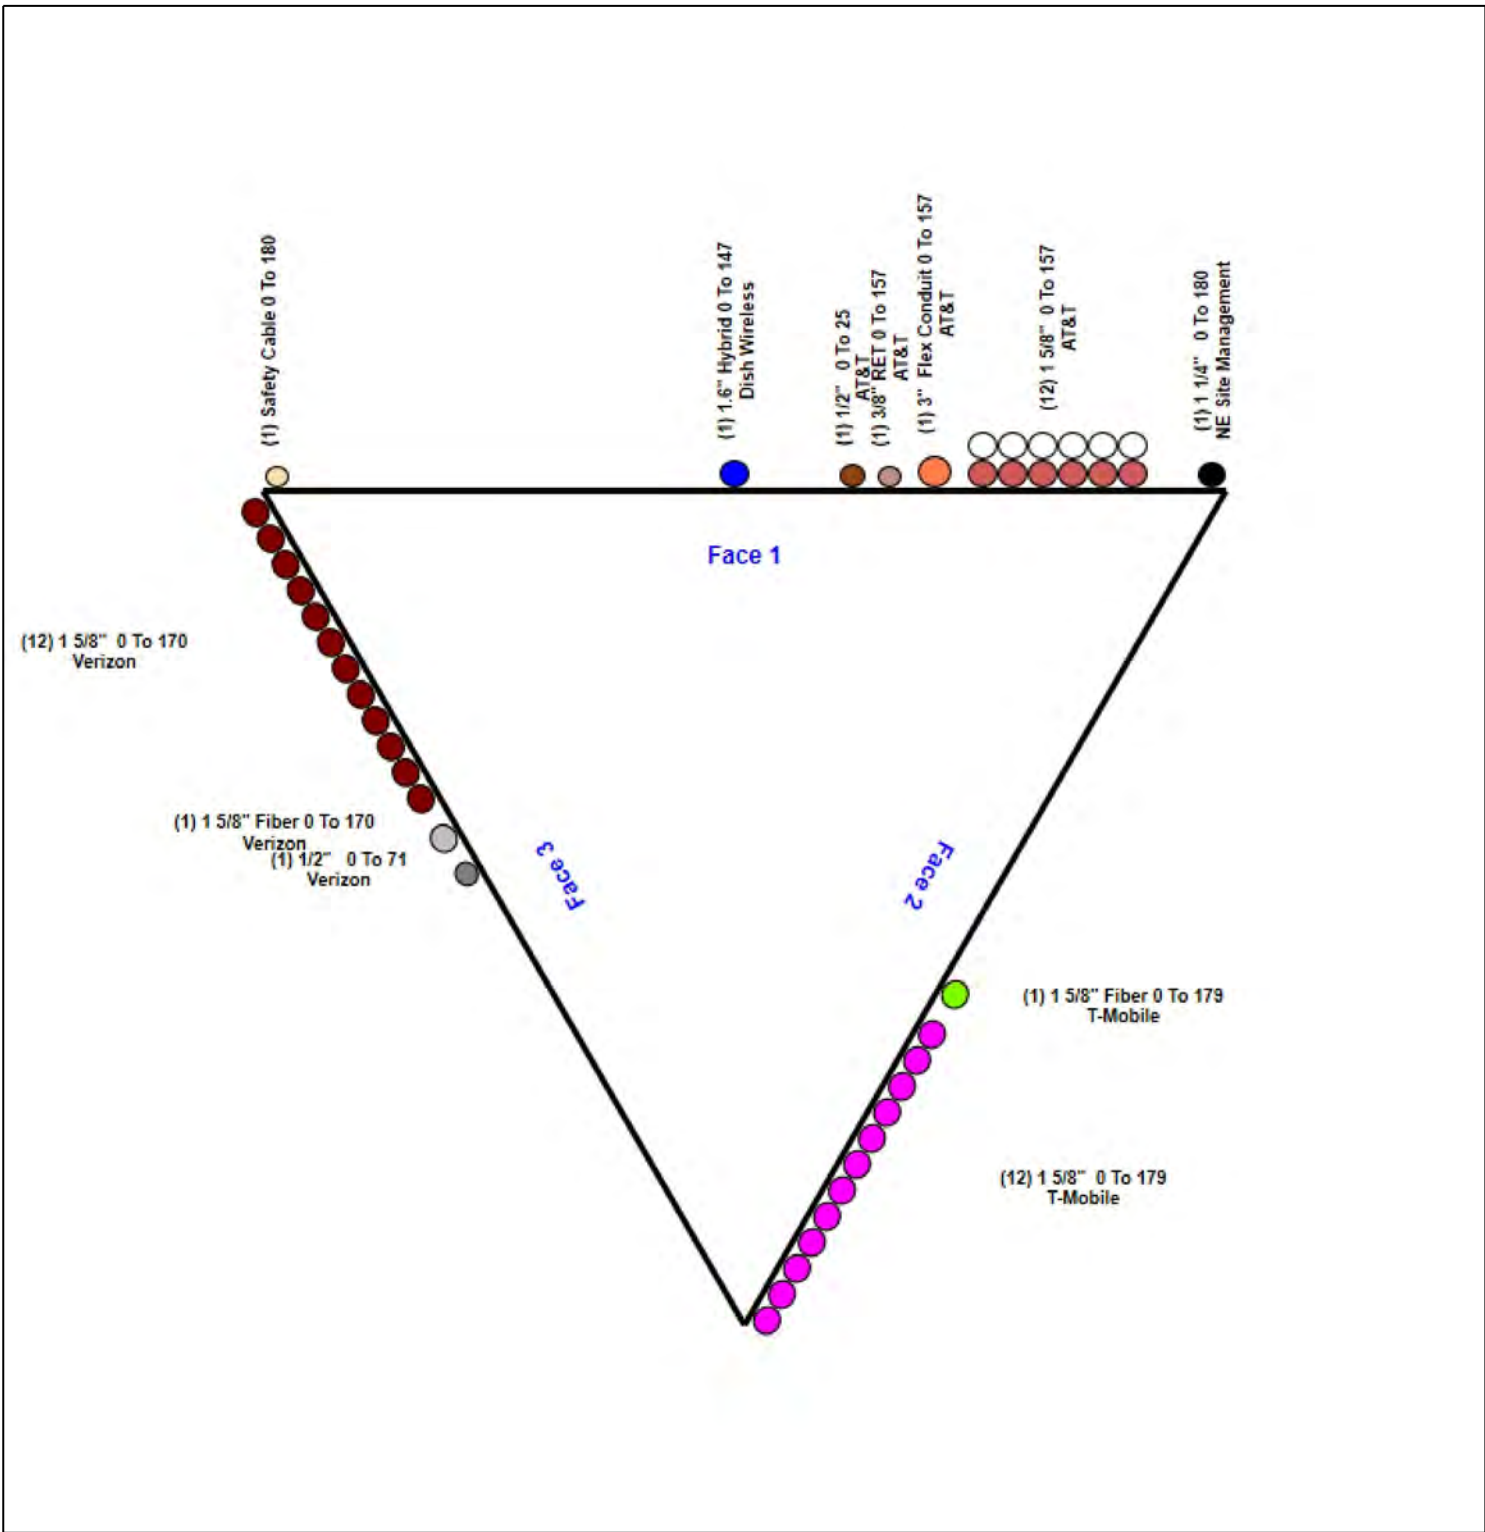 (1) Safety Cable 0 To 180
(1) 1.6" Hybrid 0 To 147
Dish Wireless
(1) 1/2" 0 To 25
AT&T
(1) 3/8" RET 0 To 157
AT&T
(1) 3" Flex Conduit 0 To 157
AT&T
(12) 1 5/8" 0 To 157
AT&T
(1) 1 1/4" 0 To 180
NE Site Management
Face 1
(12) 1 5/8" 0 To 170
Verizon
(1) 1 5/8" Fiber 0 To 170
Verizon
(1) 1/2" 0 To 71
Verizon
Face 3
Face 2
(1) 1 5/8" Fiber 0 To 179
T-Mobile
(12) 1 5/8" 0 To 179
T-Mobile